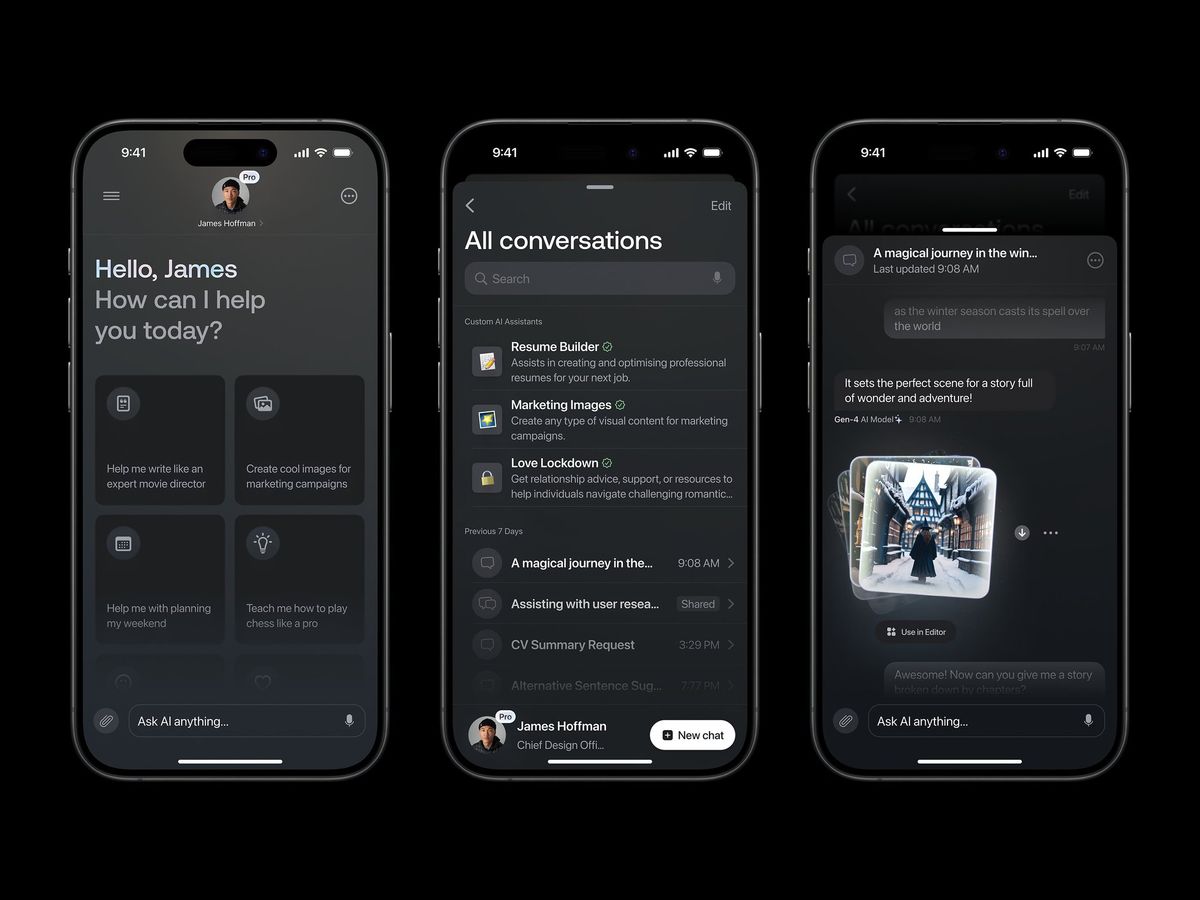 9:41
Pro
James Hoffman
Hello, James
How can I help
you today?
Help me write like an
expert movie director
Create cool images for
marketing campaigns
Help me with planning
my weekend
Teach me how to play
chess like a pro
Ask AI anything...
9:41
Edit
All conversations
Search
Custom AI Assistants
Resume Builder
Assists in creating and optimising professional
resumes for your next job.
Marketing Images
Create any type of visual content for marketing
campaigns.
Love Lockdown
Get relationship advice, support, or resources to
help individuals navigate challenging romantic...
Previous 7 Days
A magical journey in the... 9:08 AM
Assisting with user resea... Shared
CV Summary Request 3:29 PM
Alternative Sentence Sug... 7:77 PM
Pro
James Hoffman
Chief Design Offi...
New chat
9:41
Edit
All conversations
A magical journey in the win...
Last updated 9:08 AM
as the winter season casts its spell over
the world
9:07 AM
It sets the perfect scene for a story full
of wonder and adventure!
Gen-4 AI Model 9:08 AM
Use in Editor
Awesome! Now can you give me a story
broken down by chapters?
Ask AI anything...